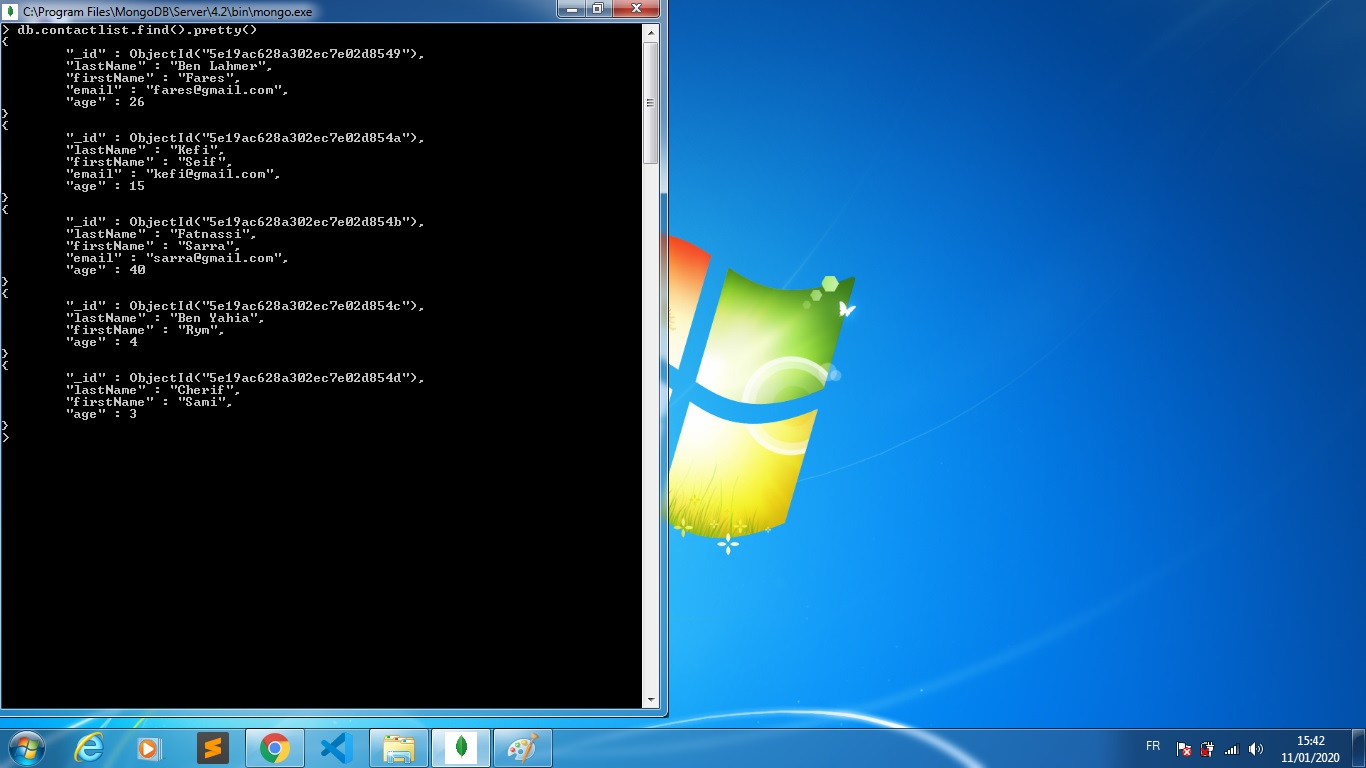 C:\Program Files\MongoDB\Server\4.2\bin\mongo.exe
> db.contactlist.find().pretty()
{
"_id" : ObjectId("5e19ac628a302ec7e02d8549"),
"lastName" : "Ben Lahmer",
"firstName" : "Fares",
"email" : "fares@gmail.com",
"age" : 26
}
{
"_id" : ObjectId("5e19ac628a302ec7e02d854a"),
"lastName" : "Kefi",
"firstName" : "Seif",
"email" : "kefi@gmail.com",
"age" : 15
}
{
"_id" : ObjectId("5e19ac628a302ec7e02d854b"),
"lastName" : "Fatnassi",
"firstName" : "Sarra",
"email" : "sarra@gmail.com",
"age" : 40
}
{
"_id" : ObjectId("5e19ac628a302ec7e02d854c"),
"lastName" : "Ben Yahia",
"firstName" : "Rym",
"age" : 4
}
{
"_id" : ObjectId("5e19ac628a302ec7e02d854d"),
"lastName" : "Cherif",
"firstName" : "Sami",
"age" : 3
}
>
FR
15:42
11/01/2020